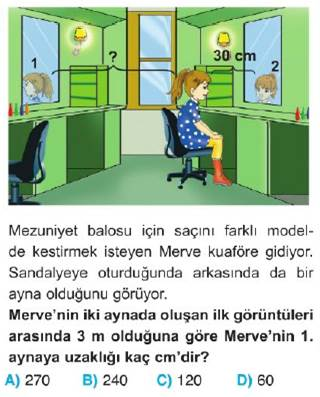 1
?
30 cm
2
Mezuniyet balosu için saçını farklı model-
de kestirmek isteyen Merve kuaföre gidiyor.
Sandalyeye oturduğunda arkasında da bir
ayna olduğunu görüyor.
Merve'nin iki aynada oluşan ilk görüntüleri
arasında 3 m olduğuna göre Merve'nin 1.
aynaya uzaklığı kaç cm'dir?
A) 270 B) 240 C) 120 D) 60